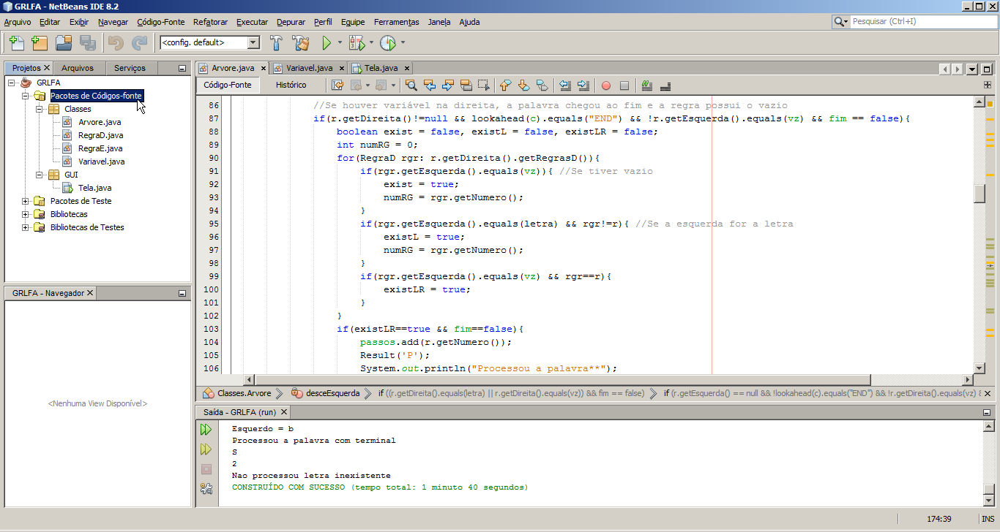 GRLFA - NetBeans IDE 8.2
Arquivo Editar Exibir Navegar Código-Fonte Refatorar Executar Depurar Perfil Equipe Ferramentas Janela Ajuda
Pesquisar (Ctrl+I)
<config. default>
Projetos Arquivos Serviços
GRLFA
Pacotes de Códigos-fonte
Classes
Arvore.java
RegraD.java
RegraE.java
Variavel.java
GUI
Tela.java
Pacotes de Teste
Bibliotecas
Bibliotecas de Testes
GRLFA - Navegador
<Nenhuma View Disponível>
Arvore.java Variavel.java Tela.java
Código-Fonte Histórico
86 //Se houver variável na direita, a palavra chegou ao fim e a regra possui o vazio
87 if(r.getDireita()!=null && lookahead(c).equals("END") && !r.getEsquerda().equals(vz) && fim == false){
88 boolean exist = false, existL = false, existLR = false;
89 int numRG = 0;
90 for(RegraD rgr: r.getDireita().getRegrasD()){
91 if(rgr.getEsquerda().equals(vz)){ //Se tiver vazio
92 exist = true;
93 numRG = rgr.getNumero();
94 }
95 if(rgr.getEsquerda().equals(letra) && rgr!=r){ //Se a esquerda for a letra
96 existL = true;
97 numRG = rgr.getNumero();
98 }
99 if(rgr.getEsquerda().equals(vz) && rgr==r){
100 existLR = true;
101 }
102 }
103 if(existLR==true && fim==false){
104 passos.add(r.getNumero());
105 Result('P');
106 System.out.println("Processou a palavra**");
Classes.Arvore desceEsquerda if ((r.getDireita().equals(letra) || r.getDireita().equals(vz)) && fim == false) if (r.getEsquerda() == null && !lookahead(c).equals("END") && !r.getDireita().equals(vz)
Saída - GRLFA (run)
Esquerdo = b
Processou a palavra com terminal
S
2
Nao processou letra inexistente
CONSTRUÍDO COM SUCESSO (tempo total: 1 minuto 40 segundos)
174:39 INS